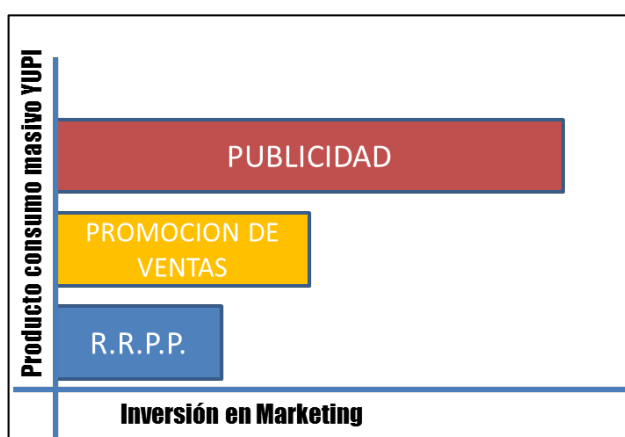 Producto consumo masivo YUPI
PUBLICIDAD
PROMOCION DE
VENTAS
R.R.P.P.
Inversión en Marketing